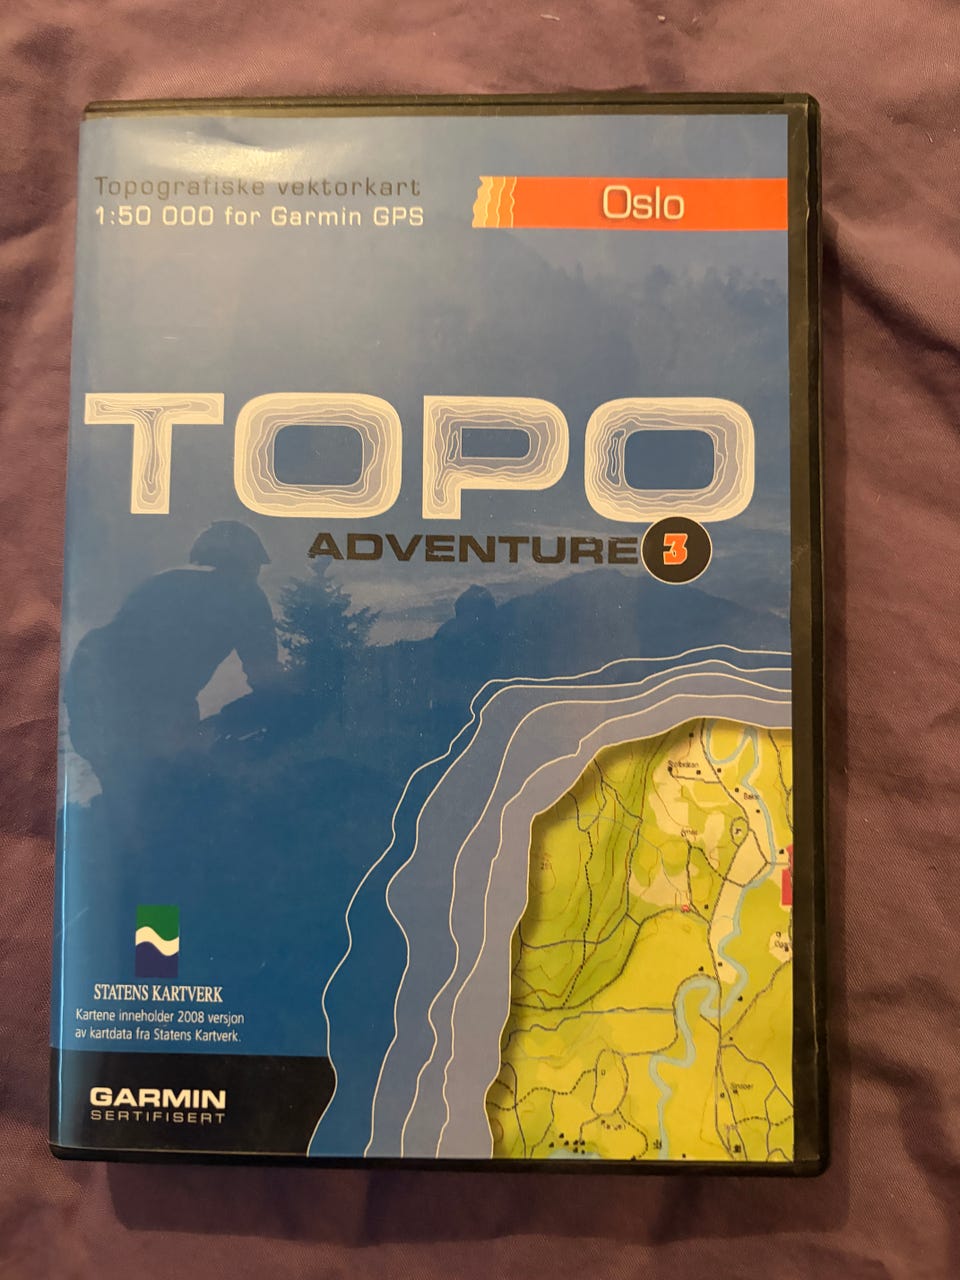 Topografiske vektorkart
1:50 000 for Garmin GPS
Oslo
TOPO
ADVENTURE 3
STATENS KARTVERK
Kartene inneholder 2008 versjon
av kartdata fra Statens Kartverk.
GARMIN
SERTIFISERT